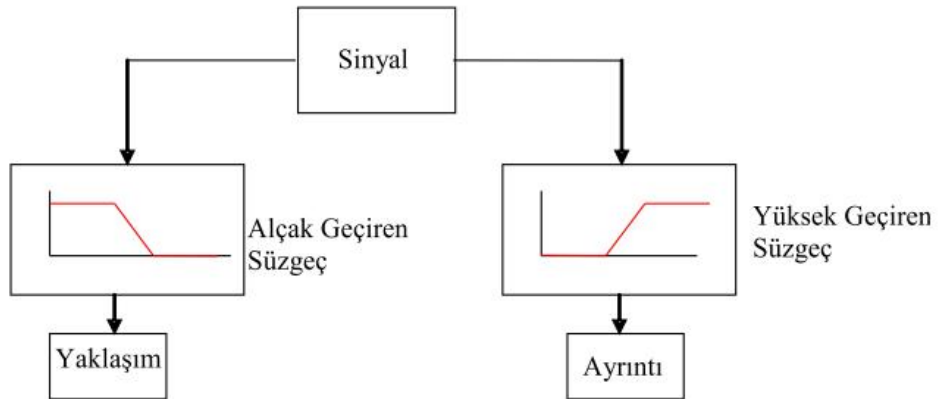 Sinyal
Alçak Geçiren
Süzgeç
Yüksek Geçiren
Süzgeç
Yaklaşım
Ayrıntı